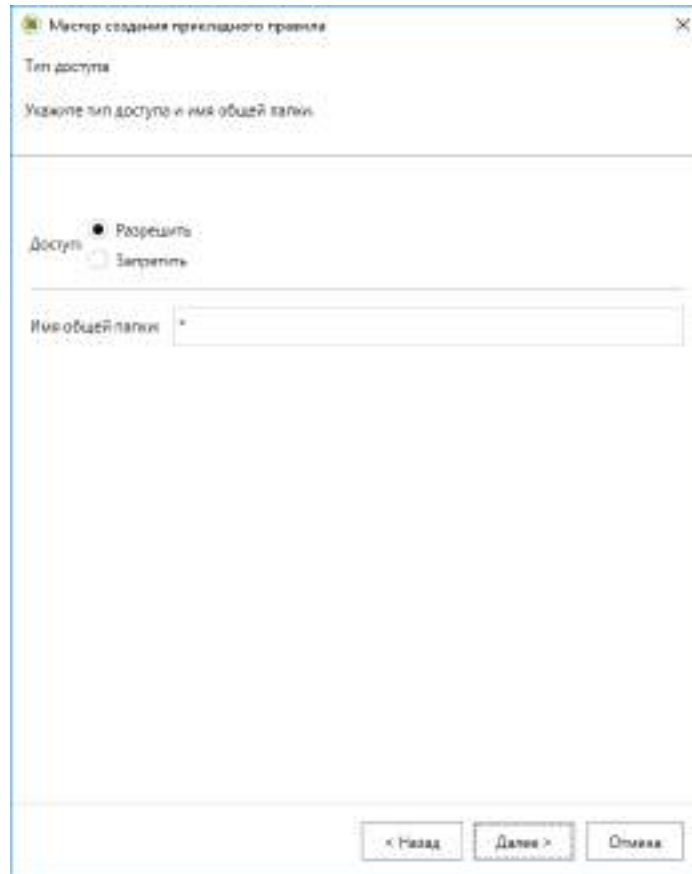 Мастер создания прикладного правила
Тип доступа
Укажите тип доступа и имя общей папки.
Доступ:
Разрешить
Запретить
Имя общей папки:
*
< Назад
Далее >
Отмена